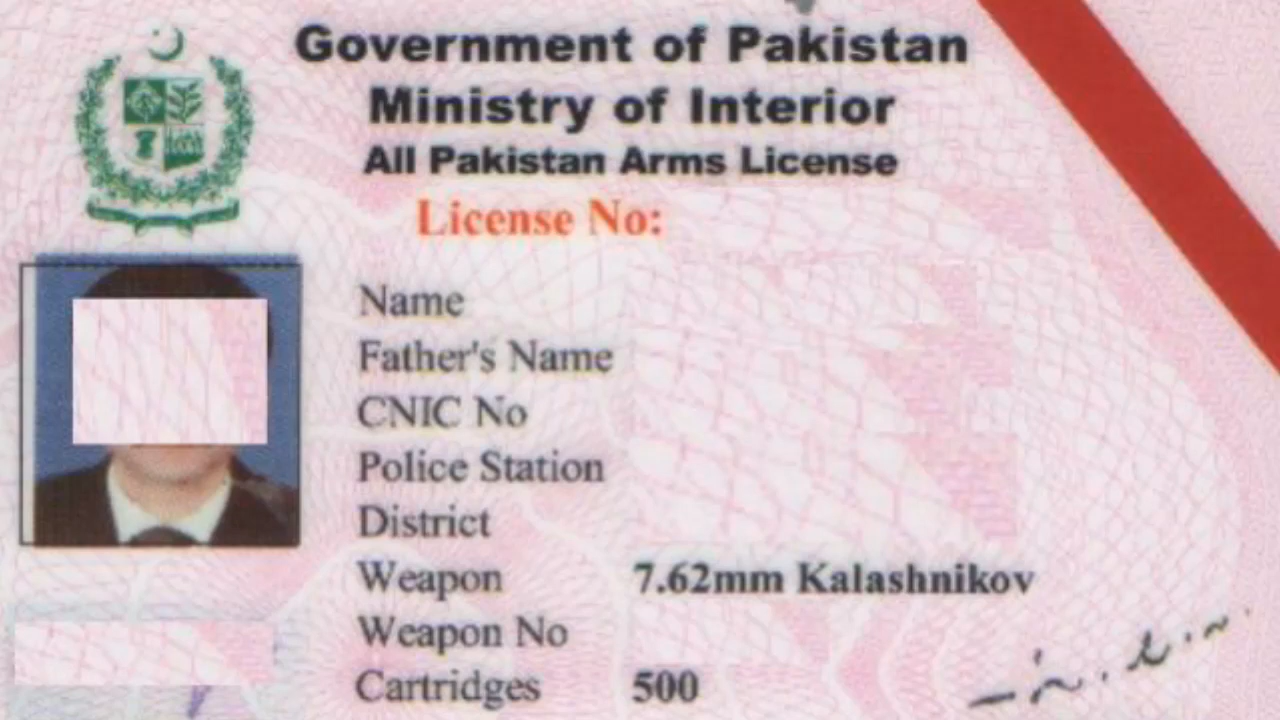 Government of Pakistan
Ministry of Interior
All Pakistan Arms License
License No:
Name
Father's Name
CNIC No
Police Station
District
Weapon 7.62mm Kalashnikov
Weapon No
Cartridges 500